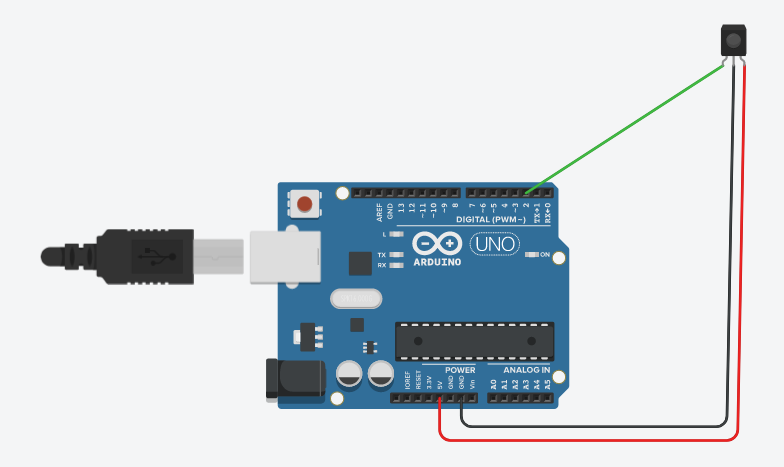 AREF
GND
13
12
~11
~10
~9
8
7
~6
~5
4
~3
2
TX→1
RX←0
DIGITAL (PWM~)
L
TX
RX
UNO
ARDUINO
ON
POWER
ANALOG IN
IOREF
RESET
3.3V
5V
GND
GND
Vin
A0
A1
A2
A3
A4
A5